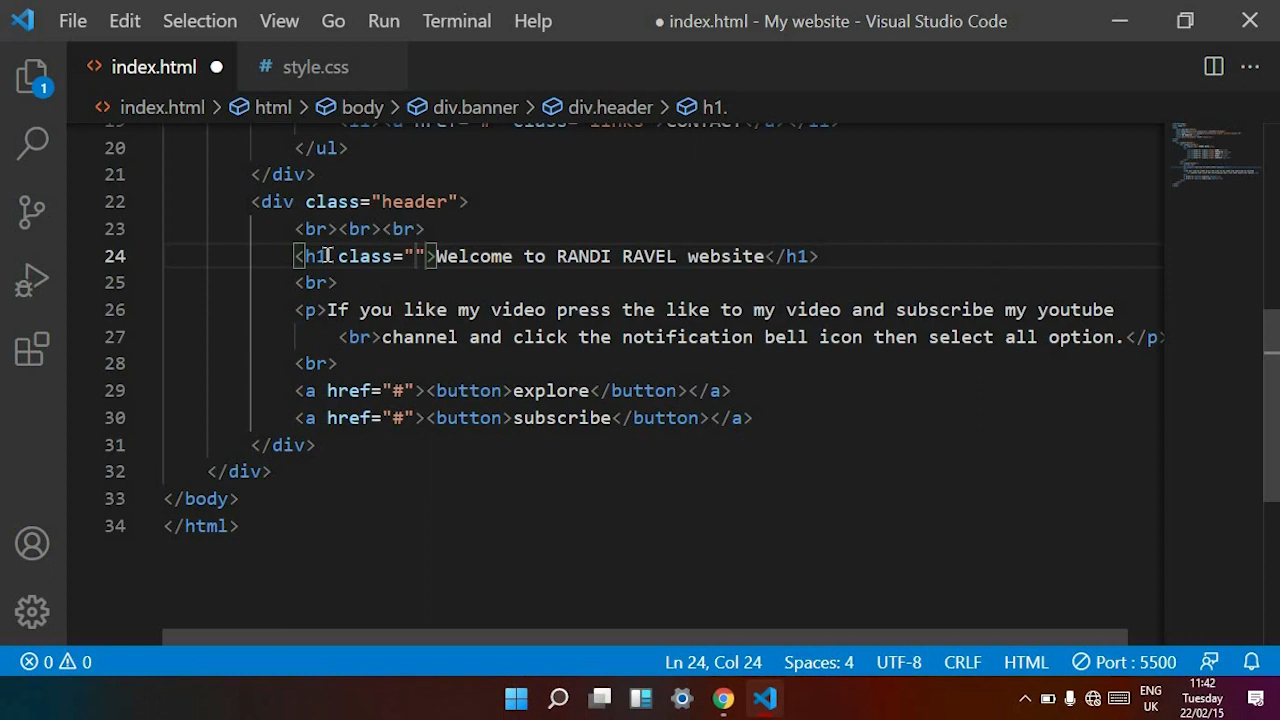 File Edit Selection View Go Run Terminal Help ● index.html - My website - Visual Studio Code
<> index.html ● # style.css
<> index.html > html > body > div.banner > div.header > h1.
1
20 </ul>
21 </div>
22 <div class="header">
23 <br><br><br>
24 <h1 class="">Welcome to RANDI RAVEL website</h1>
25 <br>
26 <p>If you like my video press the like to my video and subscribe my youtube
27 <br>channel and click the notification bell icon then select all option.</p>
28 <br>
29 <a href="#"><button>explore</button></a>
30 <a href="#"><button>subscribe</button></a>
31 </div>
32 </div>
33 </body>
34 </html>
0 0 Ln 24, Col 24 Spaces: 4 UTF-8 CRLF HTML Port : 5500
ENG
UK
11:42
Tuesday
22/02/15